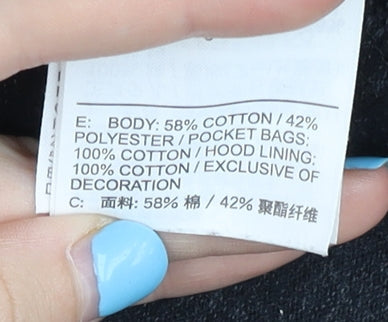 E: BODY: 58% COTTON / 42%
POLYESTER / POCKET BAGS:
100% COTTON / HOOD LINING:
100% COTTON / EXCLUSIVE OF
DECORATION
C: 面料: 58% 棉 / 42% 聚酯纤维